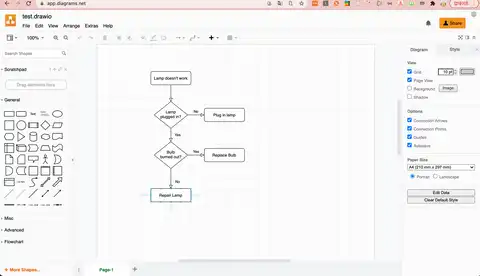 app.diagrams.net
test.drawio
File Edit View Arrange Extras Help
Share
100%
Search Shapes
Scratchpad
Drag elements here
General
Text
Misc
Advanced
Flowchart
+ More Shapes...
Lamp doesn't work
Lamp
plugged in?
No
Plug in lamp
Yes
Bulb
burned out?
Yes
Replace Bulb
No
Repair Lamp
Page-1
Diagram
Style
View
Grid
10 pt
Page View
Background
Image
Shadow
Options
Connection Arrows
Connection Points
Guides
Paper Size
A4 (210 mm x 297 mm)
Portrait
Landscape
Edit Data
Clear Default Style